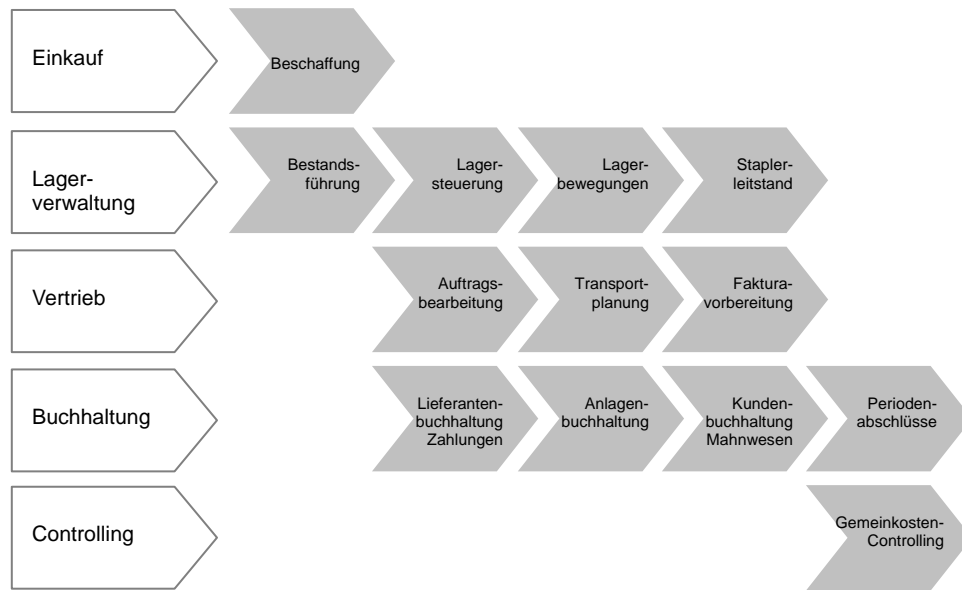 Einkauf
Beschaffung
Lager-
verwaltung
Bestands-
führung
Lager-
steuerung
Lager-
bewegungen
Stapler-
leitstand
Vertrieb
Auftrags-
bearbeitung
Transport-
planung
Faktura-
vorbereitung
Buchhaltung
Lieferanten-
buchhaltung
Zahlungen
Anlagen-
buchhaltung
Kunden-
buchhaltung
Mahnwesen
Perioden-
abschlüsse
Controlling
Gemeinkosten-
Controlling